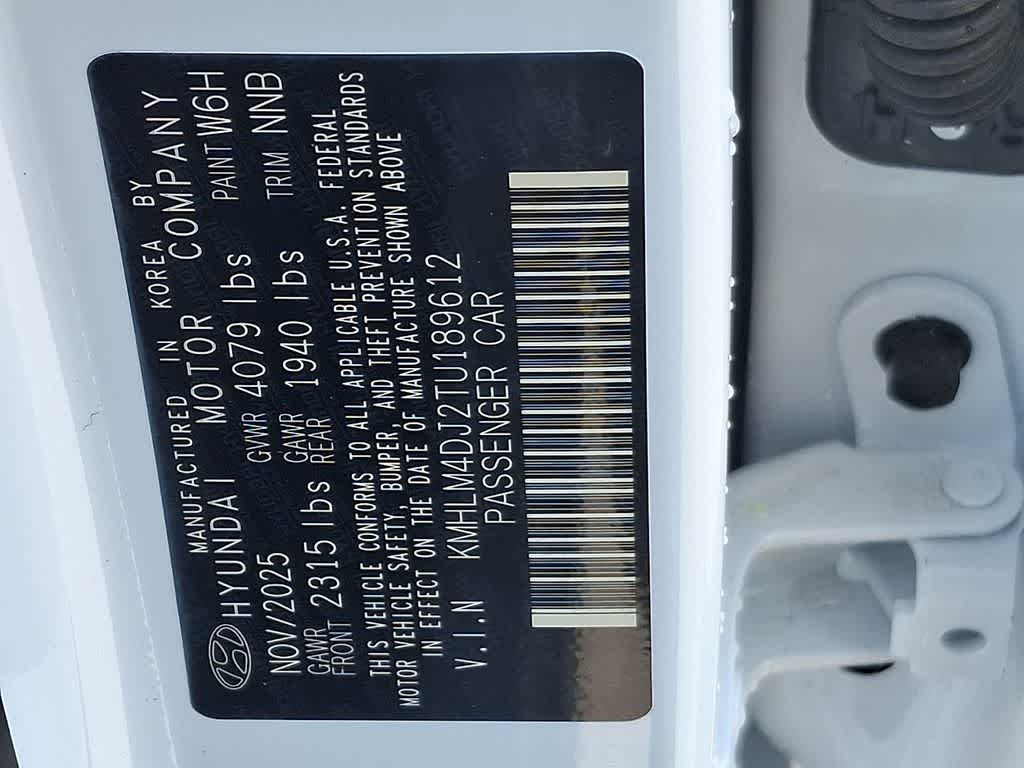 MANUFACTURED IN KOREA BY
HYUNDAI MOTOR COMPANY
NOV/2025 GVWR 4079 lbs PAINT W6H
GAWR FRONT 2315 lbs GAWR REAR 1940 lbs TRIM NNB
THIS VEHICLE CONFORMS TO ALL APPLICABLE U.S.A. FEDERAL
MOTOR VEHICLE SAFETY, BUMPER, AND THEFT PREVENTION STANDARDS
IN EFFECT ON THE DATE OF MANUFACTURE SHOWN ABOVE
V.I.N KMHLM4DJ2TU189612
PASSENGER CAR